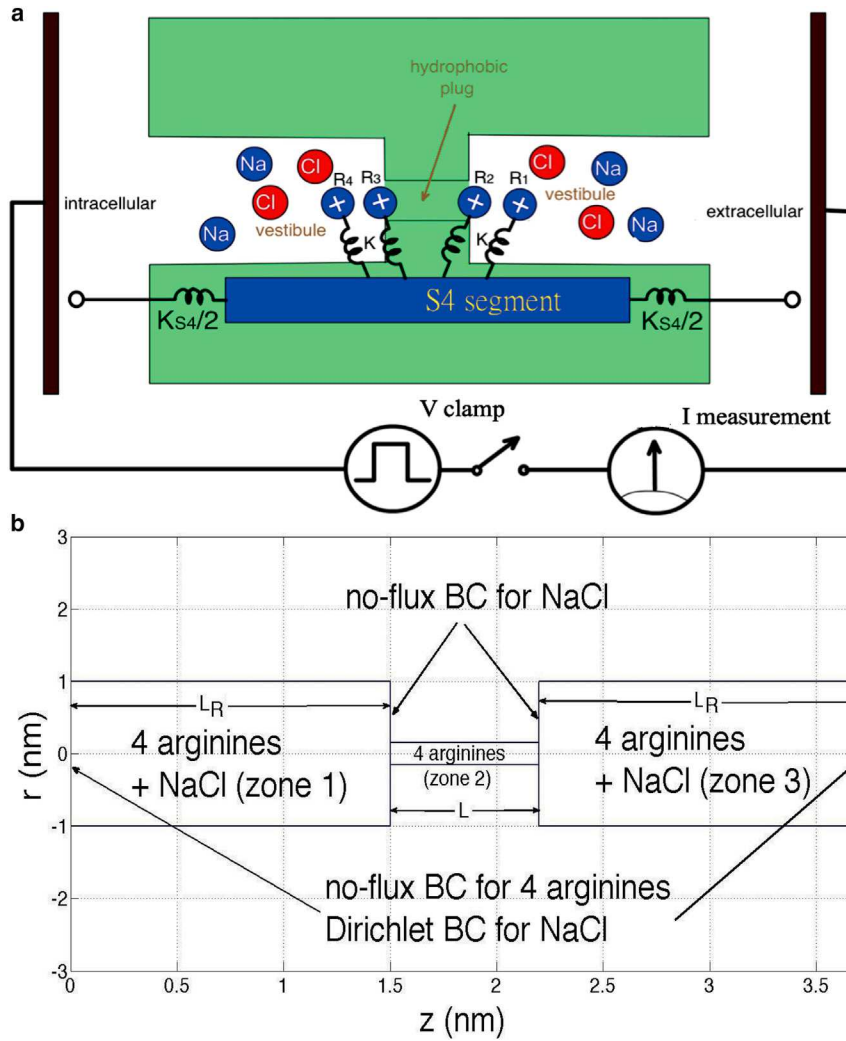 a
hydrophobic
plug
Na
Cl
Cl
Na
R4
R3
R2
R1
Cl
Na
vestibule
Cl
Na
intracellular
vestibule
extracellular
K
K
S4 segment
KS4/2
KS4/2
V clamp
I measurement
b
no-flux BC for NaCl
LR
LR
4 arginines
+ NaCl (zone 1)
4 arginines
(zone 2)
L
4 arginines
+ NaCl (zone 3)
no-flux BC for 4 arginines
Dirichlet BC for NaCl
r (nm)
3
2
1
0
-1
-2
-3
0
0.5
1
1.5
2
2.5
3
3.5
z (nm)